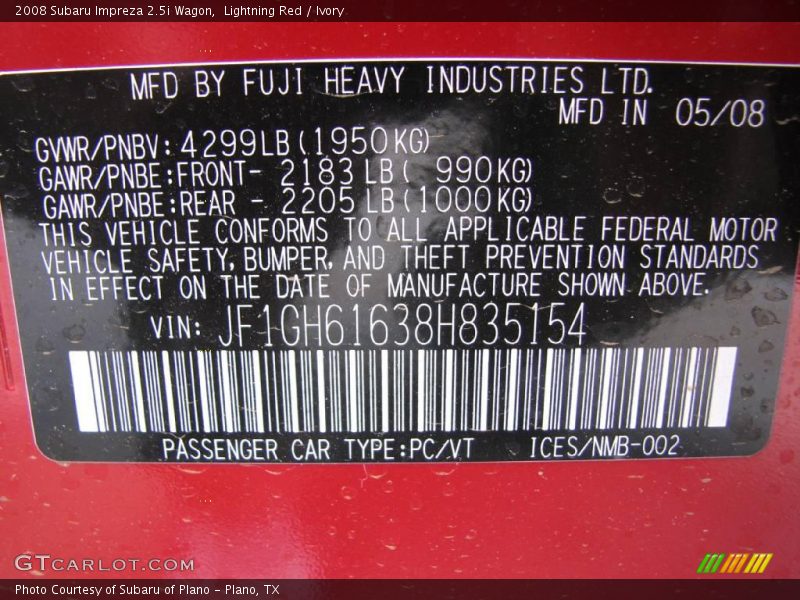 2008 Subaru Impreza 2.5i Wagon,  Lightning Red / Ivory
MFD BY FUJI HEAVY INDUSTRIES LTD.
MFD IN 05/08
GVWR/PNBV: 4299LB(1950KG)
GAWR/PNBE:FRONT- 2183LB( 990KG)
GAWR/PNBE:REAR - 2205LB(1000KG)
THIS VEHICLE CONFORMS TO ALL APPLICABLE FEDERAL MOTOR
VEHICLE SAFETY, BUMPER, AND THEFT PREVENTION STANDARDS
IN EFFECT ON THE DATE OF MANUFACTURE SHOWN ABOVE.
VIN: JF1GH61638H835154
PASSENGER CAR TYPE:PC/VT ICES/NMB-002
GTCARLOT.COM
Photo Courtesy of Subaru of Plano - Plano, TX